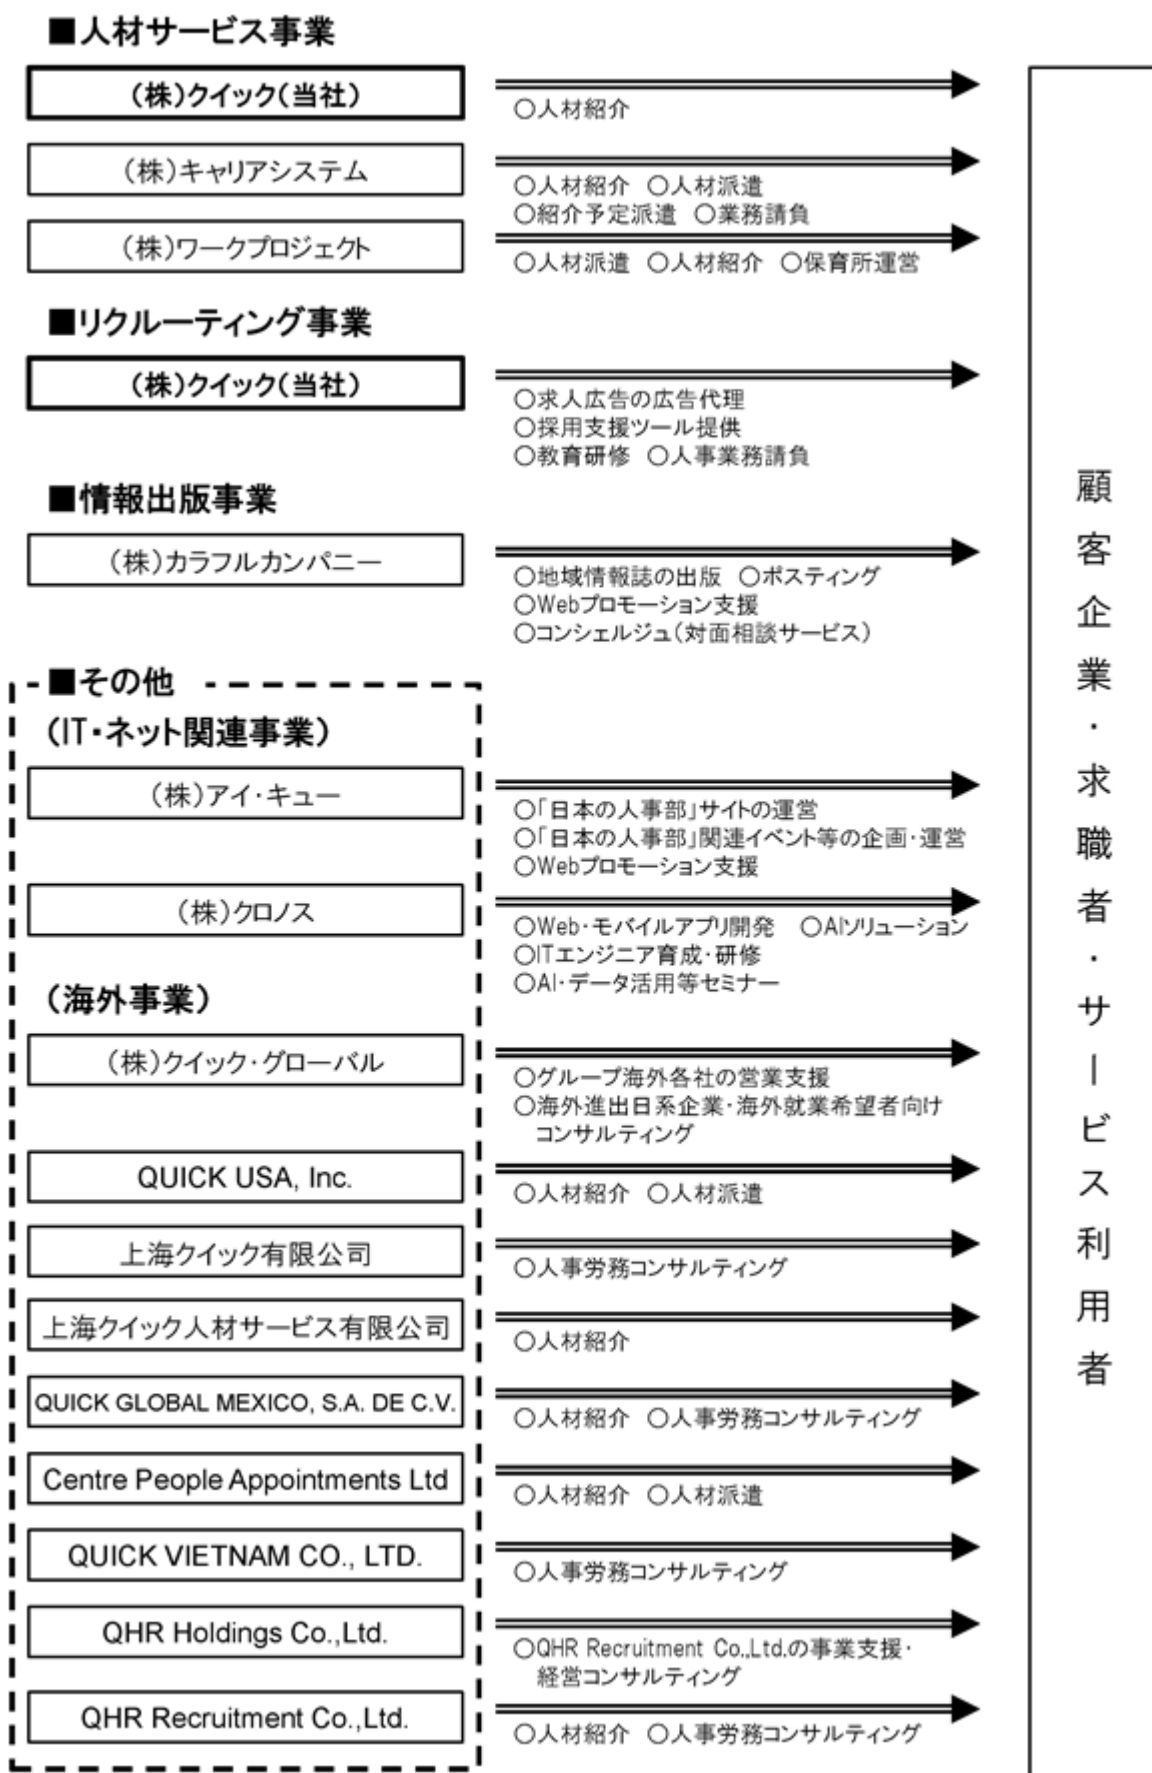 ■人材サービス事業
(株)クイック(当社)
○人材紹介
(株)キャリアシステム
○人材紹介 ○人材派遣
○紹介予定派遣 ○業務請負
(株)ワークプロジェクト
○人材派遣 ○人材紹介 ○保育所運営
■リクルーティング事業
(株)クイック(当社)
○求人広告の広告代理
○採用支援ツール提供
○教育研修 ○人事業務請負
■情報出版事業
(株)カラフルカンパニー
○地域情報誌の出版 ○ポスティング
○Webプロモーション支援
○コンシェルジュ(対面相談サービス)
■その他
(IT・ネット関連事業)
(株)アイ・キュー
○「日本の人事部」サイトの運営
○「日本の人事部」関連イベント等の企画・運営
○Webプロモーション支援
(株)クロノス
○Web・モバイルアプリ開発 ○AIソリューション
○ITエンジニア育成・研修
○AI・データ活用等セミナー
(海外事業)
(株)クイック・グローバル
○グループ海外各社の営業支援
○海外進出日系企業・海外就業希望者向け
コンサルティング
QUICK USA, Inc.
○人材紹介 ○人材派遣
上海クイック有限公司
○人事労務コンサルティング
上海クイック人材サービス有限公司
○人材紹介
QUICK GLOBAL MEXICO, S.A. DE C.V.
○人材紹介 ○人事労務コンサルティング
Centre People Appointments Ltd
○人材紹介 ○人材派遣
QUICK VIETNAM CO., LTD.
○人事労務コンサルティング
QHR Holdings Co.,Ltd.
○QHR Recruitment Co.,Ltd.の事業支援・
経営コンサルティング
QHR Recruitment Co.,Ltd.
○人材紹介 ○人事労務コンサルティング
顧客企業・求職者・サービス利用者